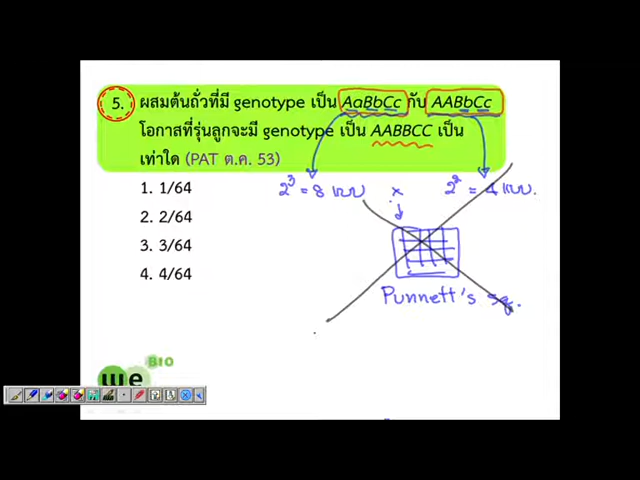 5. ผสมต้นถั่วที่มี genotype เป็น AaBbCc กับ AABbCc
โอกาสที่รุ่นลูกจะมี genotype เป็น AABBCC เป็น
เท่าใด (PAT ต.ค. 53)
1. 1/64
2³ = 8 แบบ × 2² = 4 แบบ.
2. 2/64
3. 3/64
4. 4/64
Punnett's sq.
we BIO